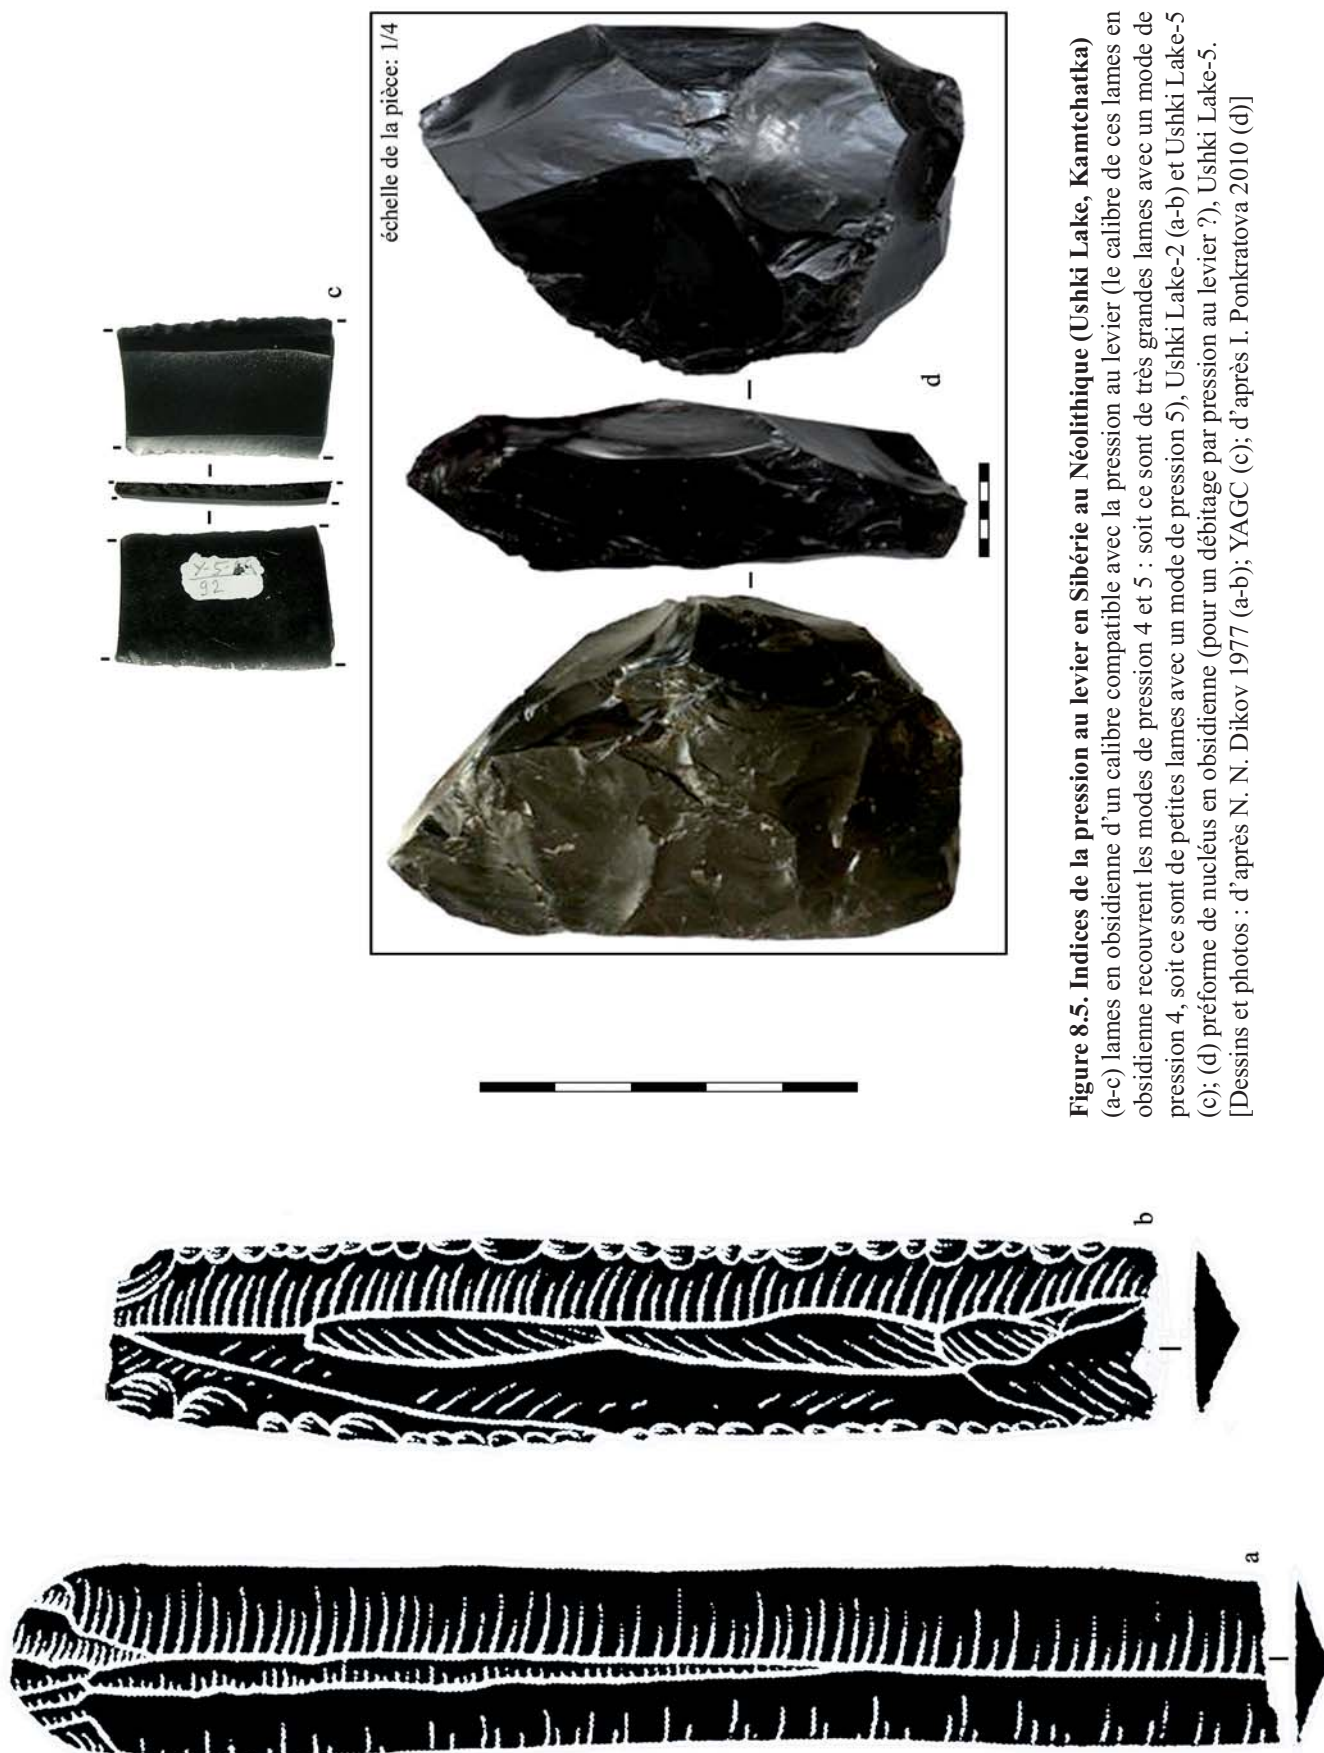 a
b
c
Y-5-
92
échelle de la pièce: 1/4
d
Figure 8.5. Indices de la pression au levier en Sibérie au Néolithique (Ushki Lake, Kamtchatka)
(a-c) lames en obsidienne d'un calibre compatible avec la pression au levier (le calibre de ces lames en
obsidienne recouvrent les modes de pression 4 et 5 : soit ce sont de très grandes lames avec un mode de
pression 4, soit ce sont de petites lames avec un mode de pression 5), Ushki Lake-2 (a-b) et Ushki Lake-5
(c); (d) préforme de nucléus en obsidienne (pour un débitage par pression au levier ?), Ushki Lake-5.
[Dessins et photos : d'après N. N. Dikov 1977 (a-b); YAGC (c); d'après I. Ponkratova 2010 (d)]